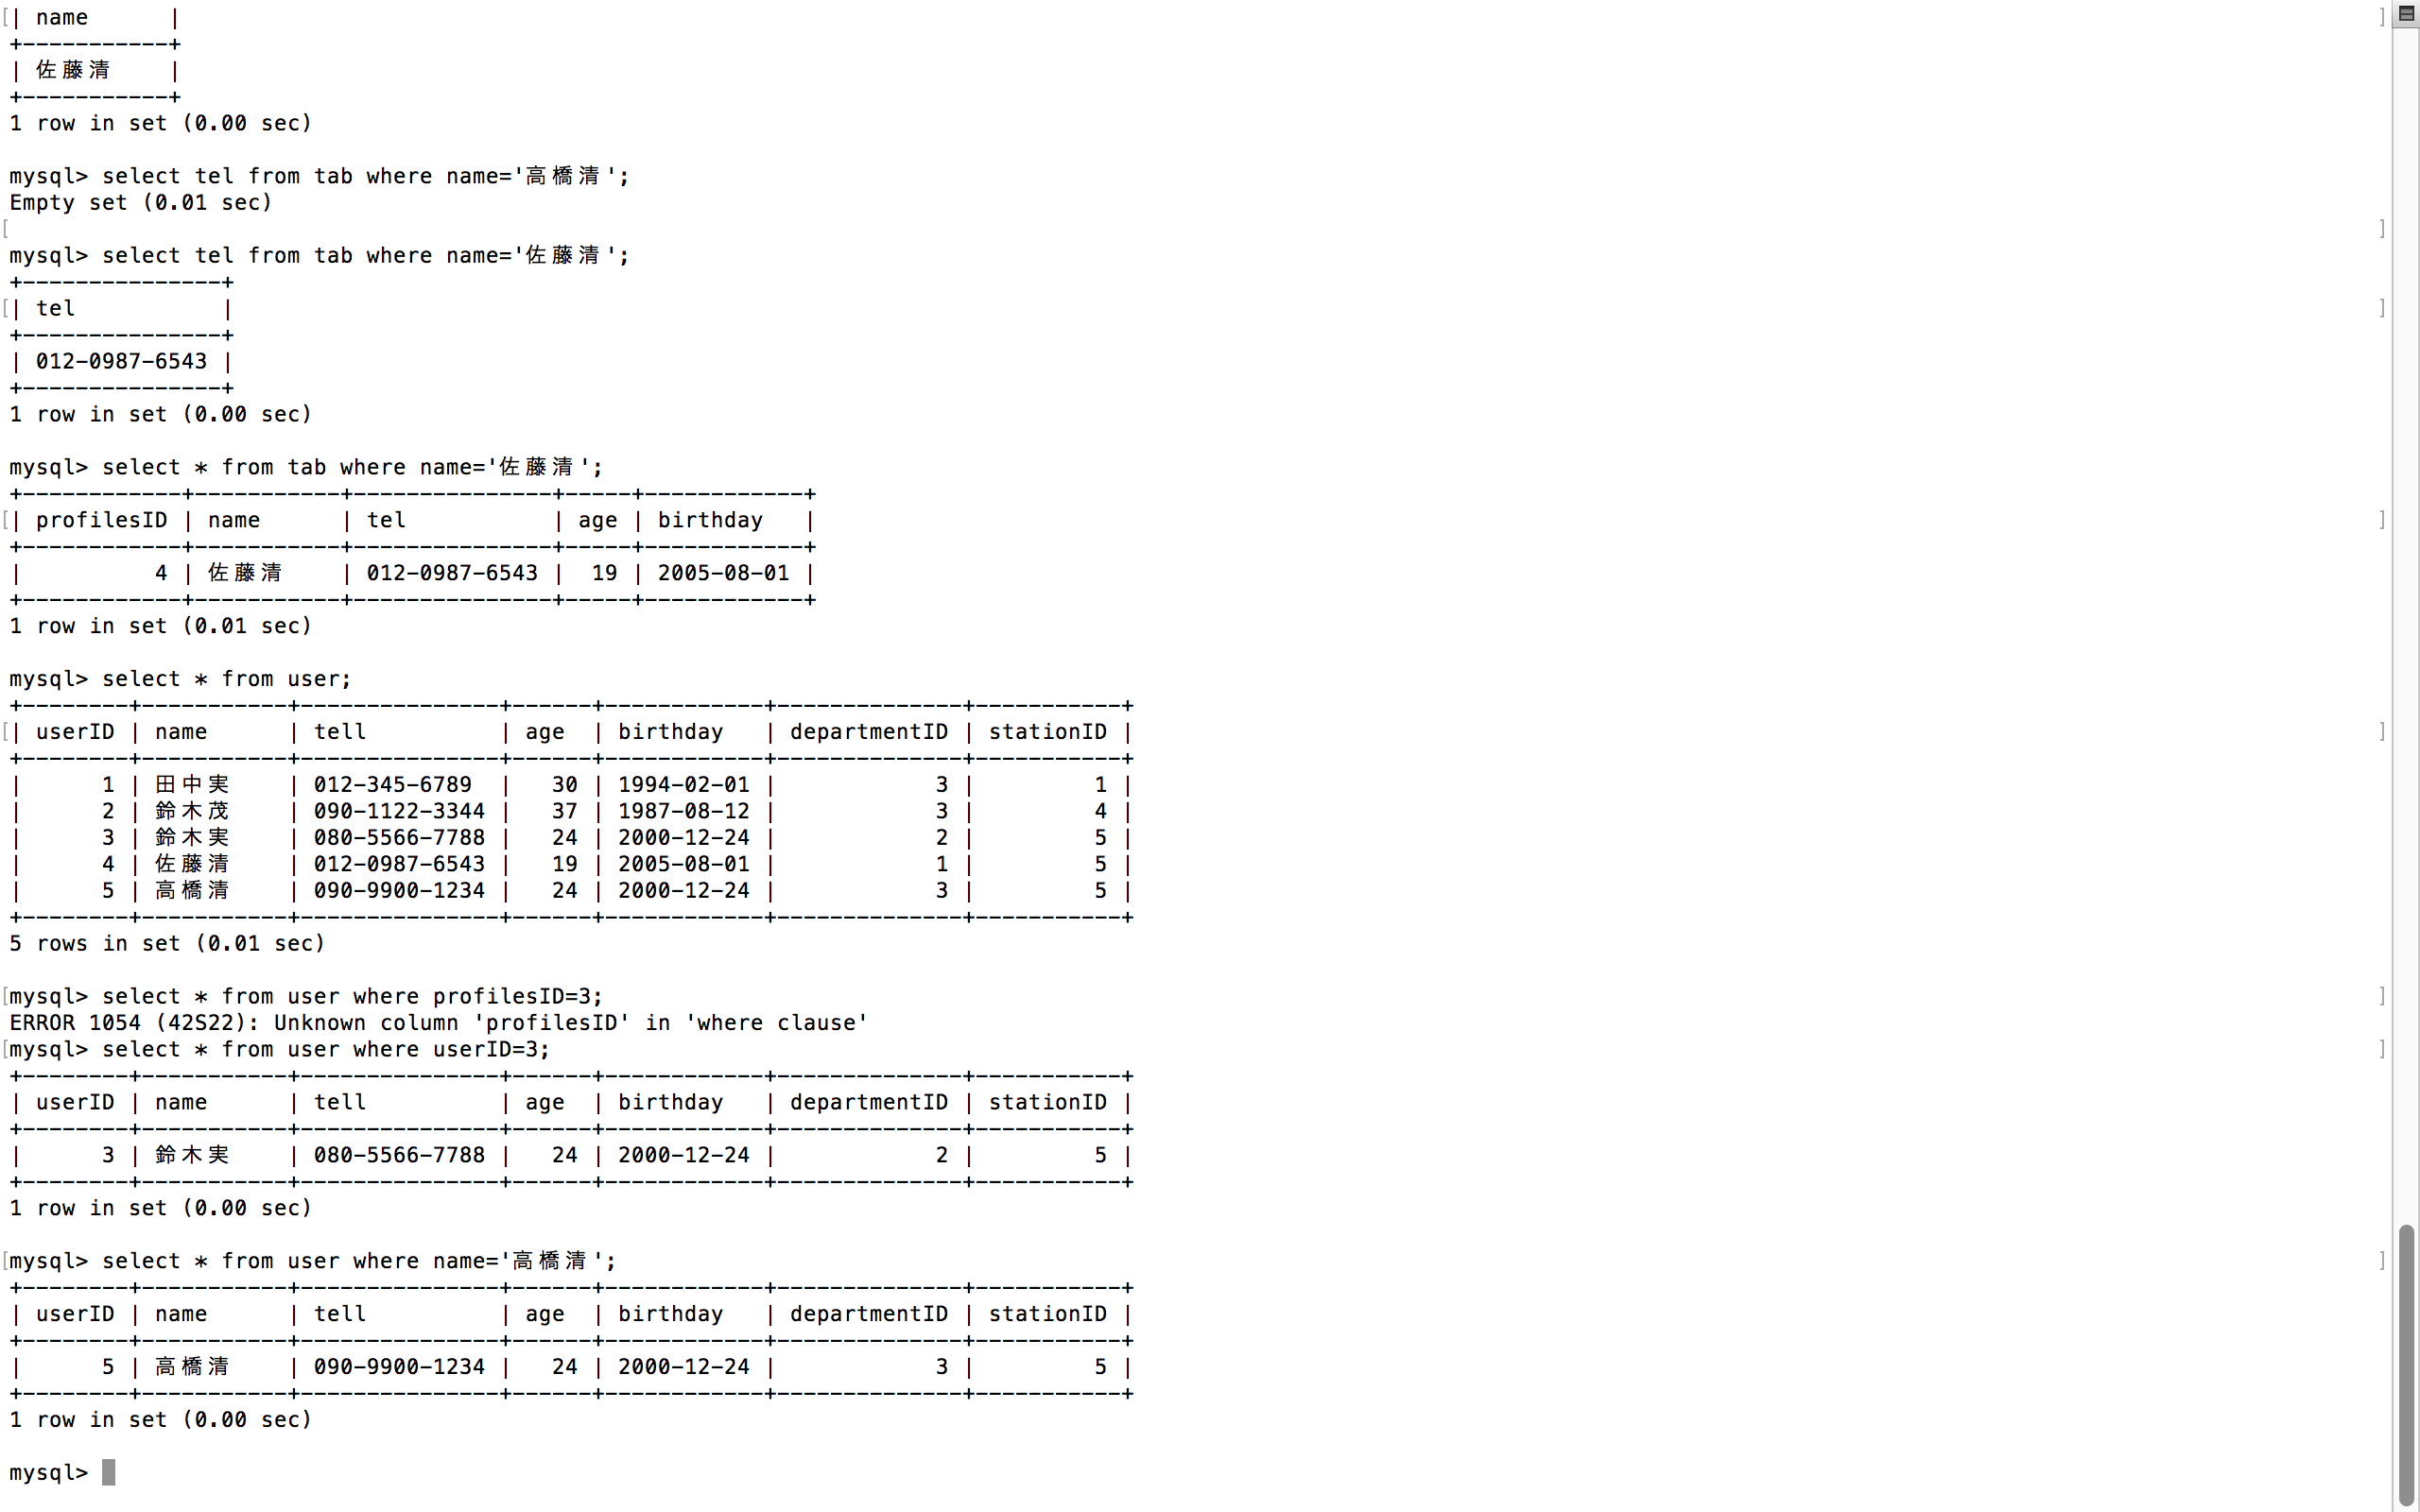 | name      |
+-----------+
| 佐藤清    |
+-----------+
1 row in set (0.00 sec)

mysql> select tel from tab where name='高橋清';
Empty set (0.01 sec)

mysql> select tel from tab where name='佐藤清';
+---------------+
| tel           |
+---------------+
| 012-0987-6543 |
+---------------+
1 row in set (0.00 sec)

mysql> select * from tab where name='佐藤清';
+------------+-----------+---------------+-----+------------+
| profilesID | name      | tel           | age | birthday   |
+------------+-----------+---------------+-----+------------+
|          4 | 佐藤清    | 012-0987-6543 |  19 | 2005-08-01 |
+------------+-----------+---------------+-----+------------+
1 row in set (0.01 sec)

mysql> select * from user;
+--------+-----------+---------------+------+------------+--------------+-----------+
| userID | name      | tell          | age  | birthday   | departmentID | stationID |
+--------+-----------+---------------+------+------------+--------------+-----------+
|      1 | 田中実    | 012-345-6789  |   30 | 1994-02-01 |            3 |         1 |
|      2 | 鈴木茂    | 090-1122-3344 |   37 | 1987-08-12 |            3 |         4 |
|      3 | 鈴木実    | 080-5566-7788 |   24 | 2000-12-24 |            2 |         5 |
|      4 | 佐藤清    | 012-0987-6543 |   19 | 2005-08-01 |            1 |         5 |
|      5 | 高橋清    | 090-9900-1234 |   24 | 2000-12-24 |            3 |         5 |
+--------+-----------+---------------+------+------------+--------------+-----------+
5 rows in set (0.01 sec)

mysql> select * from user where profilesID=3;
ERROR 1054 (42S22): Unknown column 'profilesID' in 'where clause'
mysql> select * from user where userID=3;
+--------+-----------+---------------+------+------------+--------------+-----------+
| userID | name      | tell          | age  | birthday   | departmentID | stationID |
+--------+-----------+---------------+------+------------+--------------+-----------+
|      3 | 鈴木実    | 080-5566-7788 |   24 | 2000-12-24 |            2 |         5 |
+--------+-----------+---------------+------+------------+--------------+-----------+
1 row in set (0.00 sec)

mysql> select * from user where name='高橋清';
+--------+-----------+---------------+------+------------+--------------+-----------+
| userID | name      | tell          | age  | birthday   | departmentID | stationID |
+--------+-----------+---------------+------+------------+--------------+-----------+
|      5 | 高橋清    | 090-9900-1234 |   24 | 2000-12-24 |            3 |         5 |
+--------+-----------+---------------+------+------------+--------------+-----------+
1 row in set (0.00 sec)

mysql>